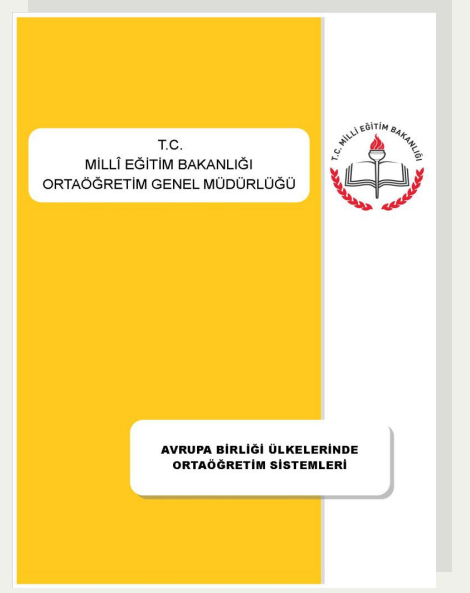 T.C.
MİLLÎ EĞİTİM BAKANLIĞI
ORTAÖĞRETİM GENEL MÜDÜRLÜĞÜ
T.C. MİLLİ EĞİTİM BAKANLIĞI
AVRUPA BİRLİĞİ ÜLKELERİNDE
ORTAÖĞRETİM SİSTEMLERİ